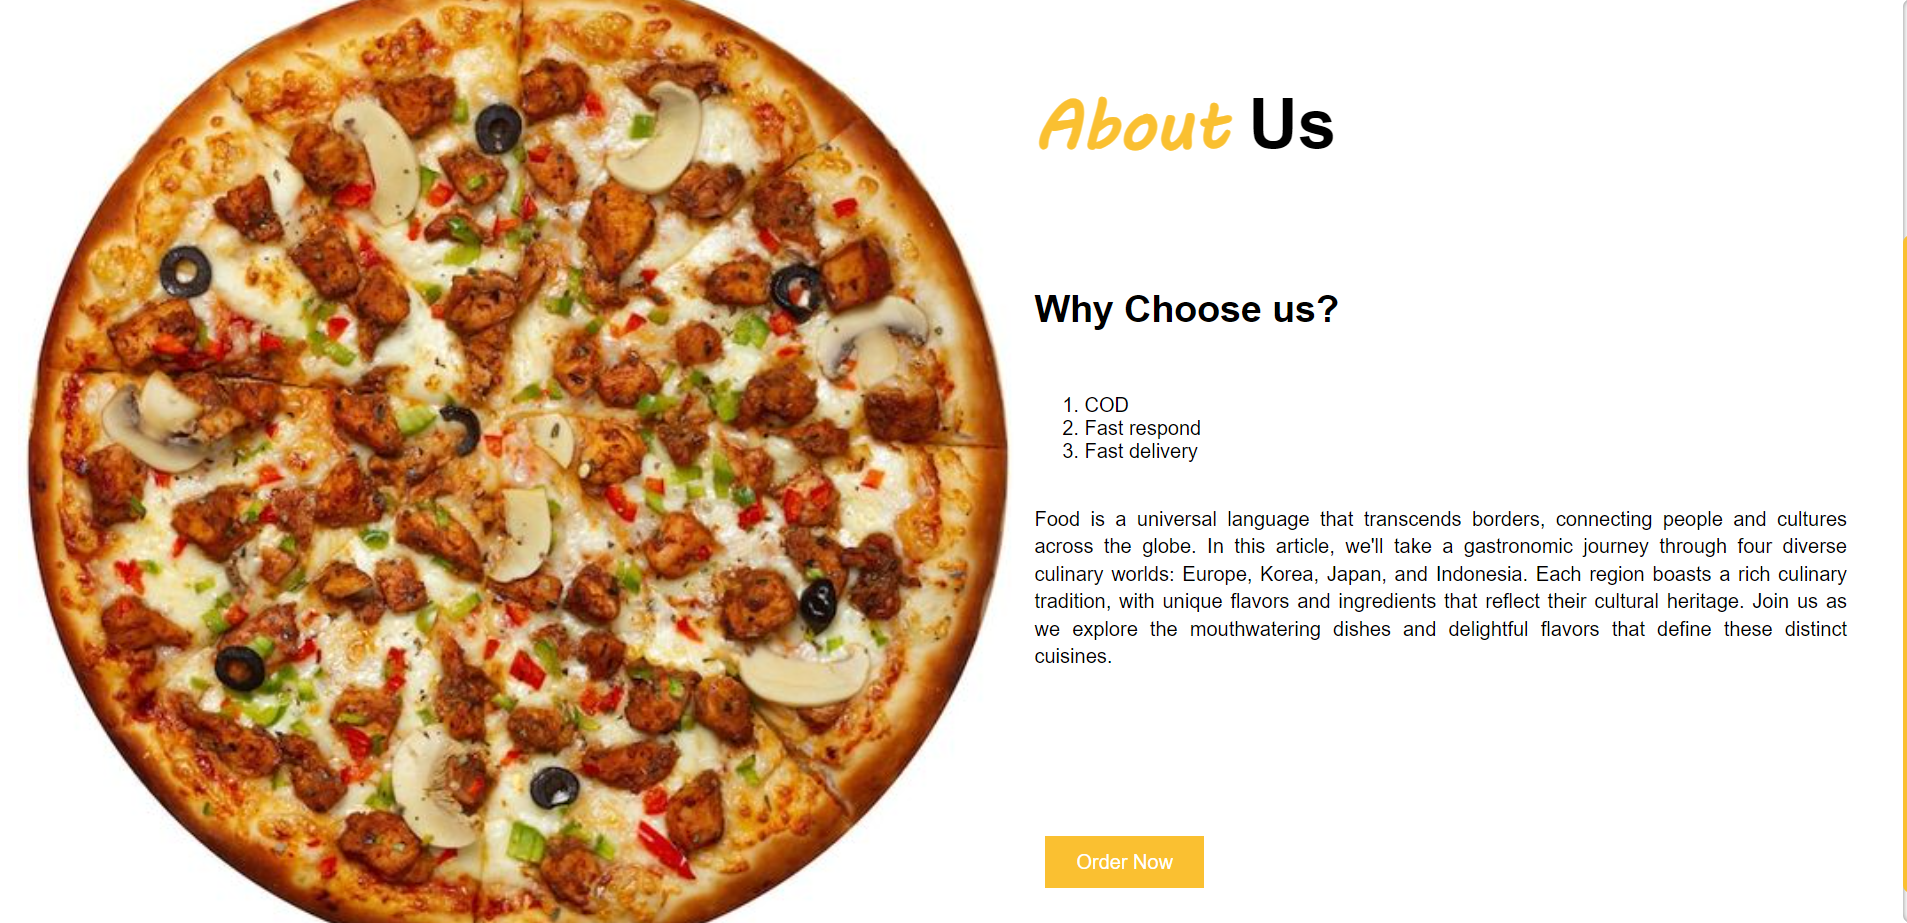 About Us
Why Choose us?
1. COD
2. Fast respond
3. Fast delivery
Food is a universal language that transcends borders, connecting people and cultures
across the globe. In this article, we'll take a gastronomic journey through four diverse
culinary worlds: Europe, Korea, Japan, and Indonesia. Each region boasts a rich culinary
tradition, with unique flavors and ingredients that reflect their cultural heritage. Join us as
we explore the mouthwatering dishes and delightful flavors that define these distinct
cuisines.
Order Now